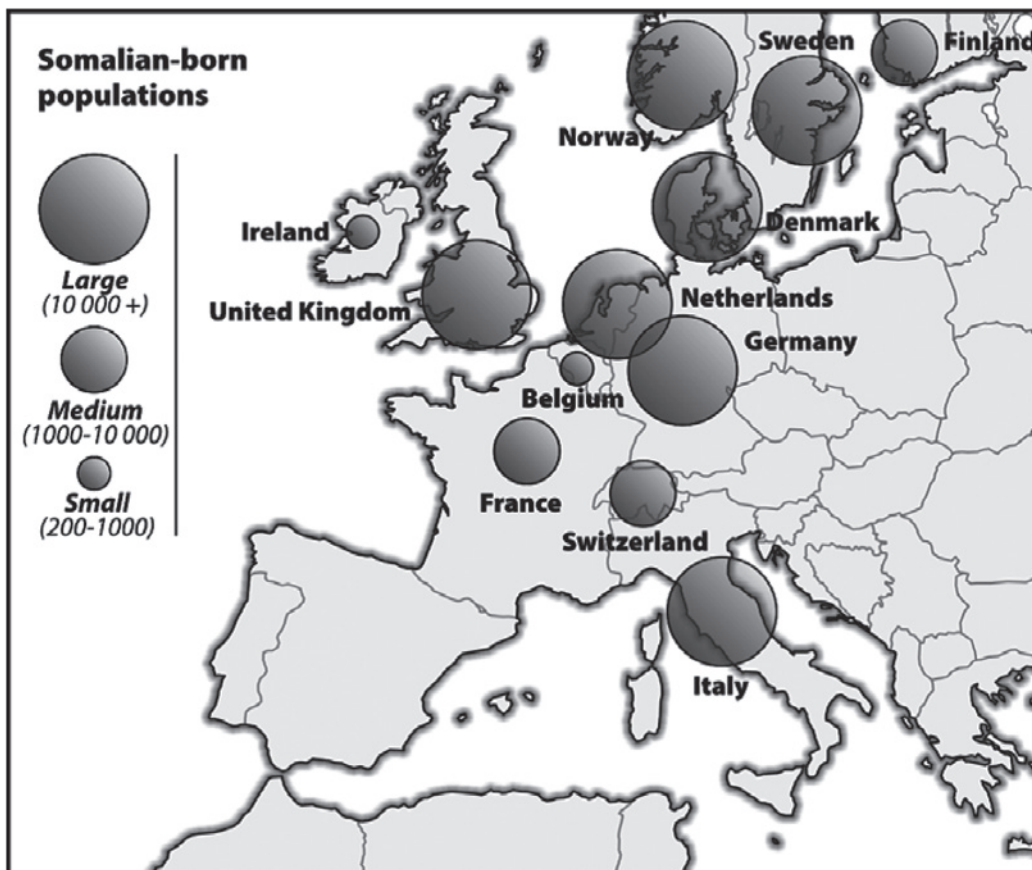 Somalian-born
populations
Large
(10 000 +)
Medium
(1000-10 000)
Small
(200-1000)
Sweden
Finland
Norway
Denmark
Ireland
United Kingdom
Netherlands
Germany
Belgium
France
Switzerland
Italy